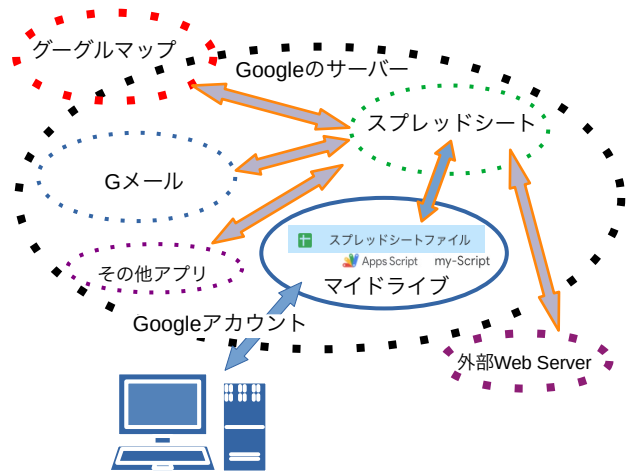 グーグルマップ
Googleのサーバー
スプレッドシート
Gメール
スプレッドシートファイル
その他アプリ
Apps Script my-Script
マイドライブ
Googleアカウント
外部Web Server